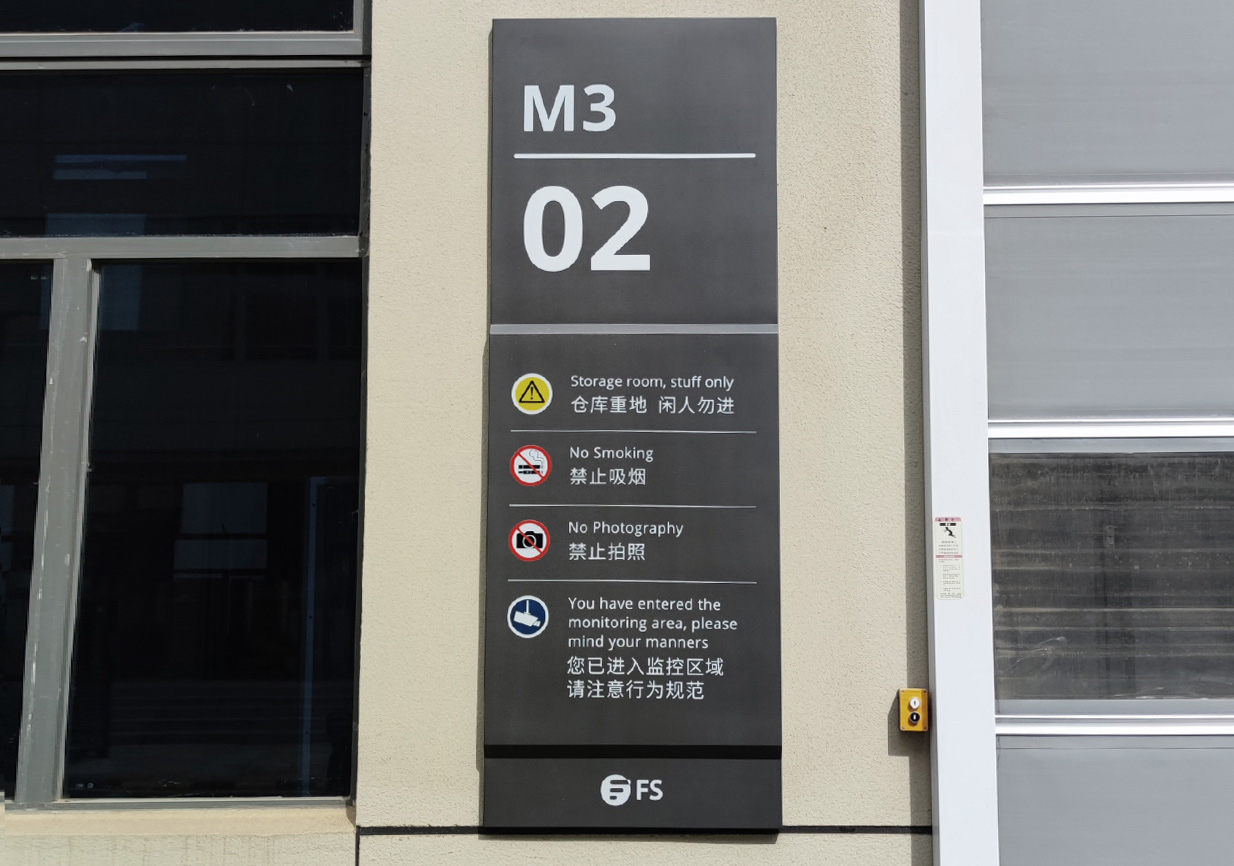 M3
02
Storage room, stuff only
仓库重地 闲人勿进
No Smoking
禁止吸烟
No Photography
禁止拍照
You have entered the
monitoring area, please
mind your manners
您已进入监控区域
请注意行为规范
FS